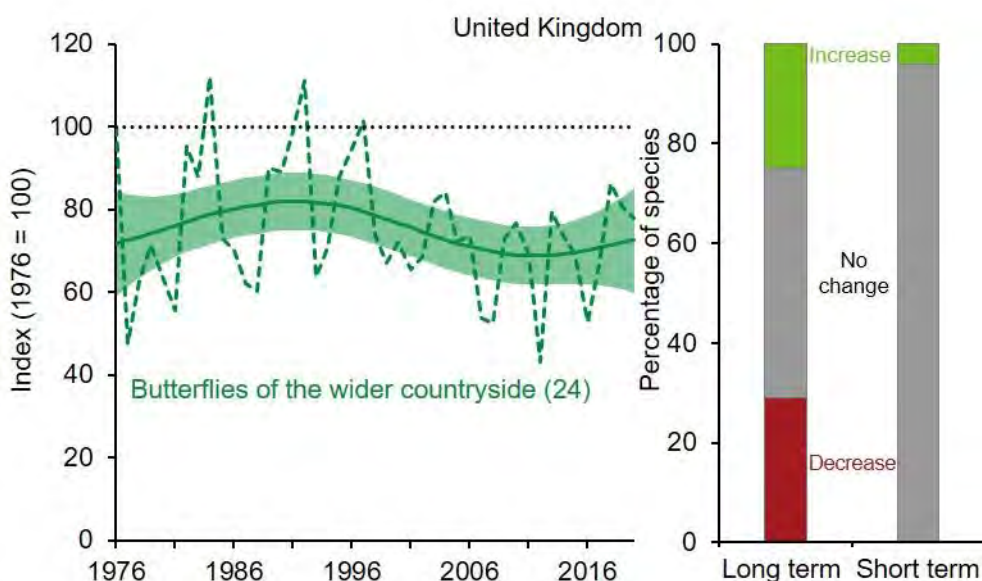 United Kingdom
Index (1976 = 100)
120
100
80
60
40
20
0
Butterflies of the wider countryside (24)
1976
1986
1996
2006
2016
Percentage of species
100
80
60
40
20
0
Increase
No
change
Decrease
Long term
Short term